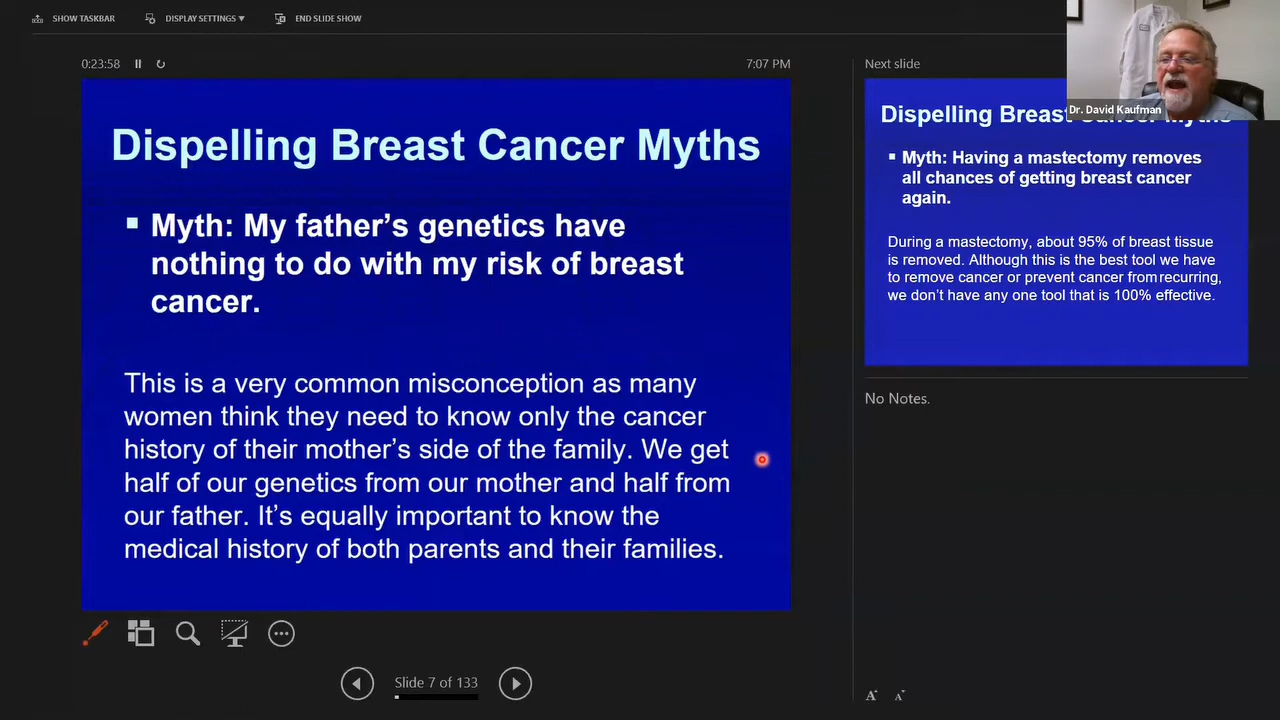 SHOW TASKBAR
DISPLAY SETTINGS ▼
END SLIDE SHOW
0:23:58
7:07 PM
Dispelling Breast Cancer Myths
Myth: My father’s genetics have
nothing to do with my risk of breast
cancer.
This is a very common misconception as many
women think they need to know only the cancer
history of their mother’s side of the family. We get
half of our genetics from our mother and half from
our father. It’s equally important to know the
medical history of both parents and their families.
Slide 7 of 133
Next slide
Dr. David Kaufman
Dispelling Breast Cancer Myths
Myth: Having a mastectomy removes
all chances of getting breast cancer
again.
During a mastectomy, about 95% of breast tissue
is removed. Although this is the best tool we have
to remove cancer or prevent cancer from recurring,
we don’t have any one tool that is 100% effective.
No Notes.
A A